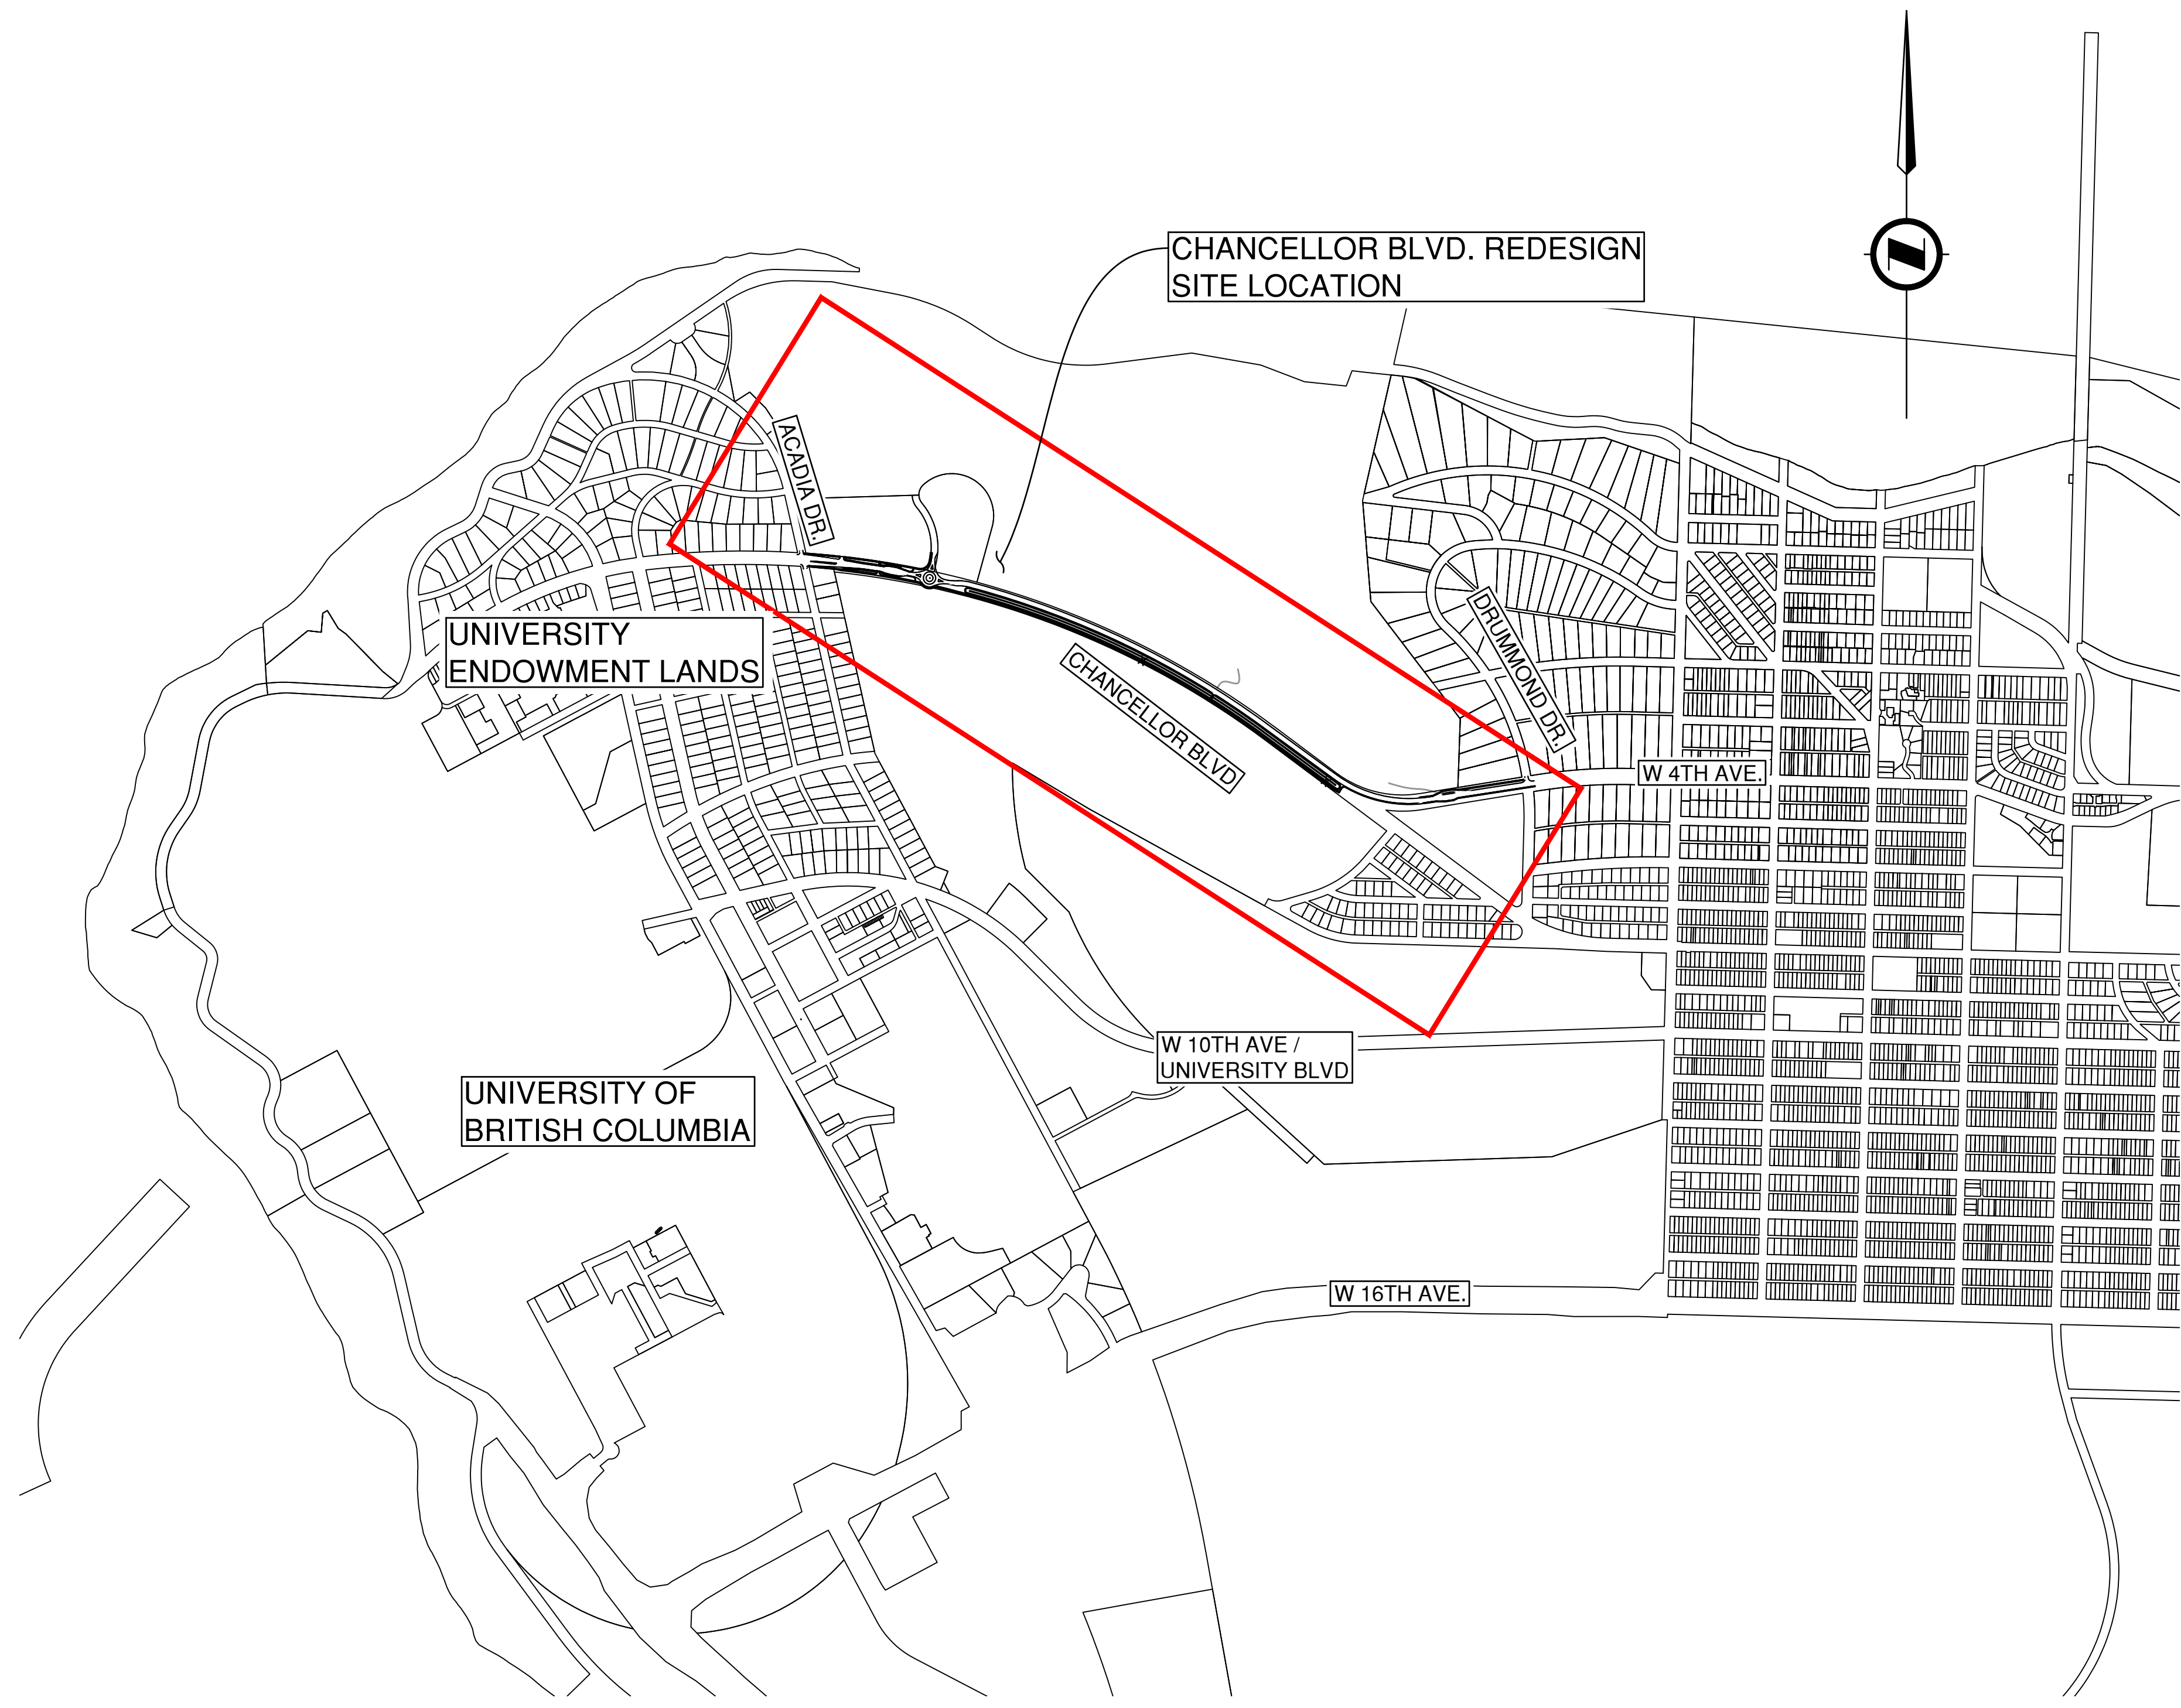 CHANCELLOR BLVD. REDESIGN
SITE LOCATION
N
ACADIA DR.
UNIVERSITY
ENDOWMENT LANDS
CHANCELLOR BLVD
DRUMMOND DR.
W 4TH AVE.
W 10TH AVE /
UNIVERSITY BLVD
UNIVERSITY OF
BRITISH COLUMBIA
W 16TH AVE.